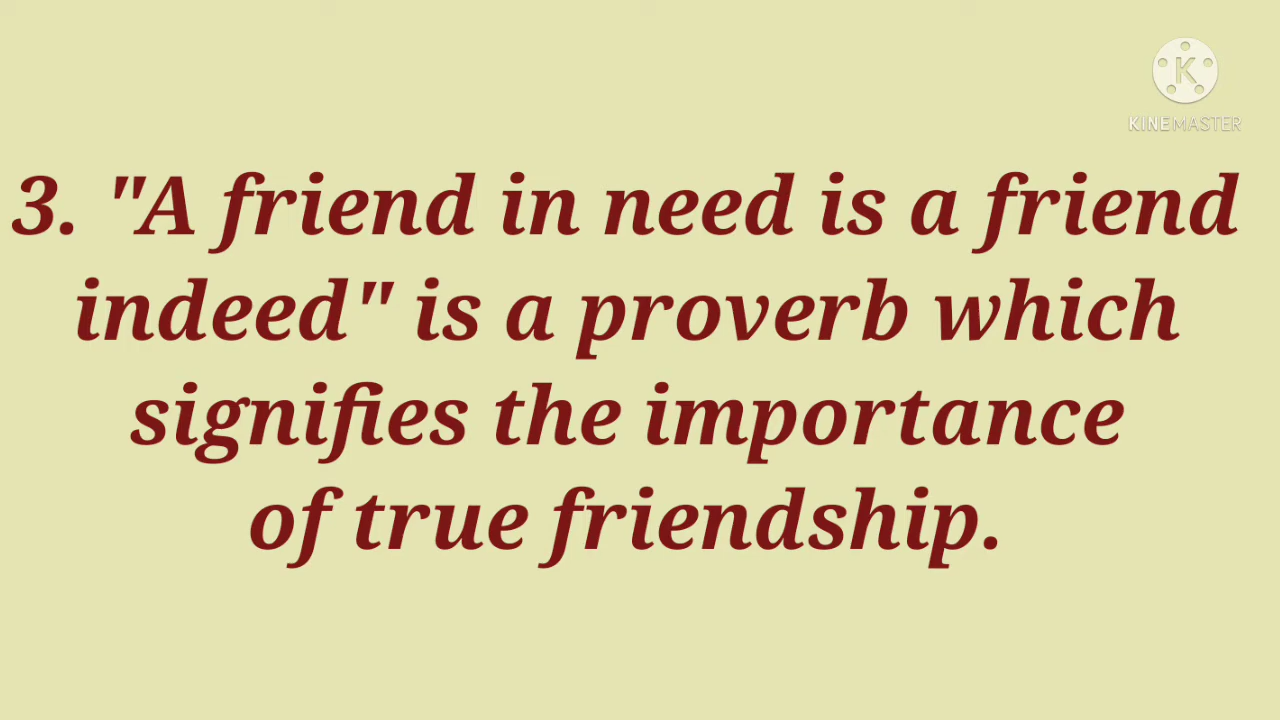 KINEMASTER
3. "A friend in need is a friend
indeed" is a proverb which
signifies the importance
of true friendship.